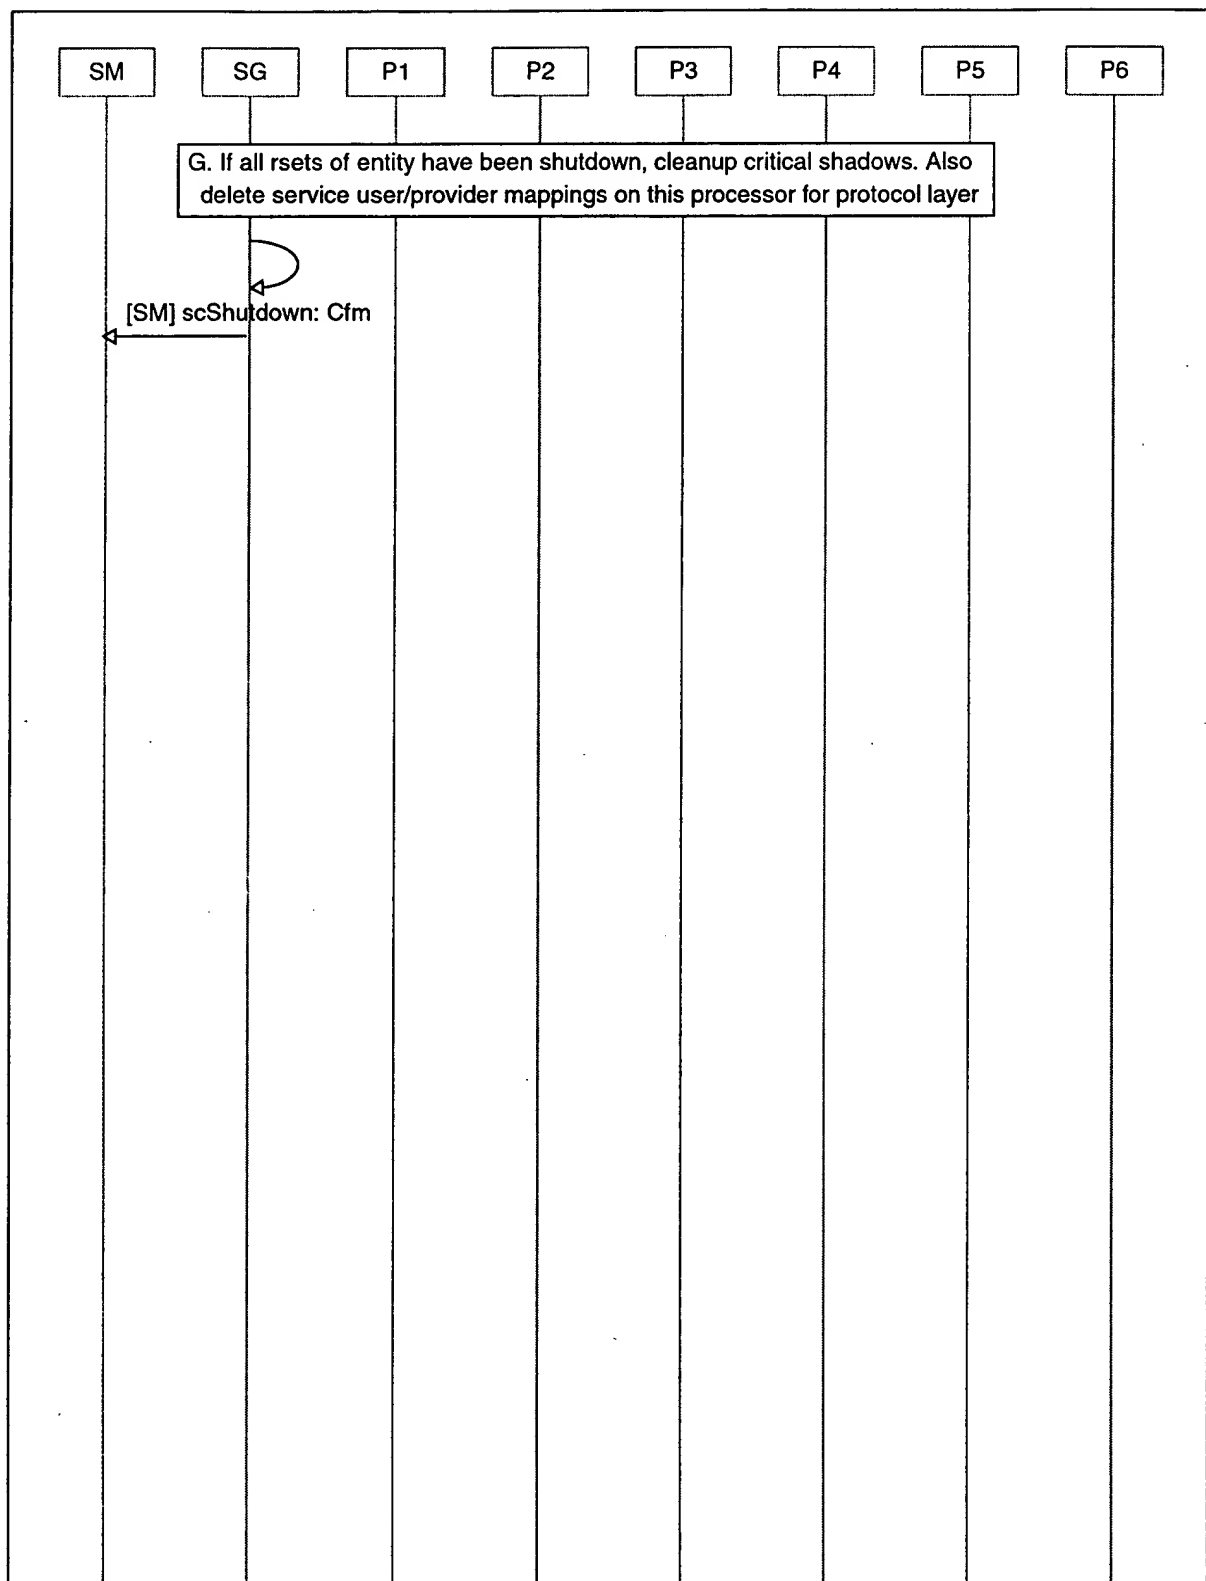 SM SG P1 P2 P3 P4 P5 P6
G. If all rsets of entity have been shutdown, cleanup critical shadows. Also
delete service user/provider mappings on this processor for protocol layer
[SM] scShutdown: Cfm